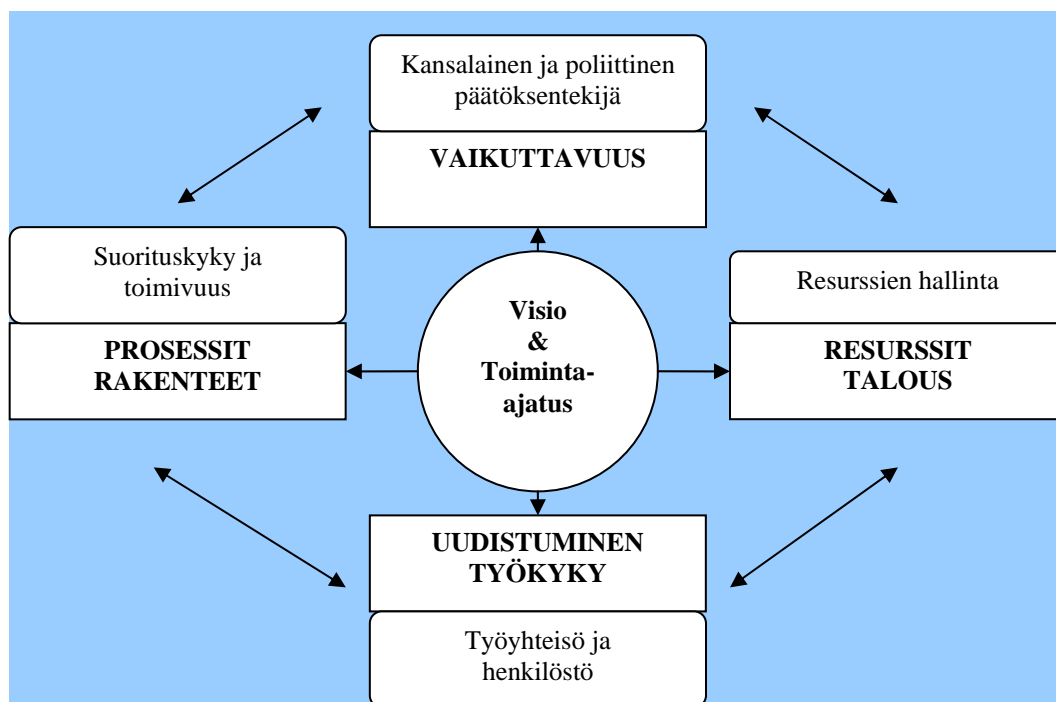 Kansalainen ja poliittinen
päätöksentekijä
VAIKUTTAVUUS
Suorituskyky ja
toimivuus
PROSESSIT
RAKENTEET
Visio
&
Toiminta-
ajatus
Resurssien hallinta
RESURSSIT
TALOUS
UUDISTUMINEN
TYÖKYKY
Työyhteisö ja
henkilöstö